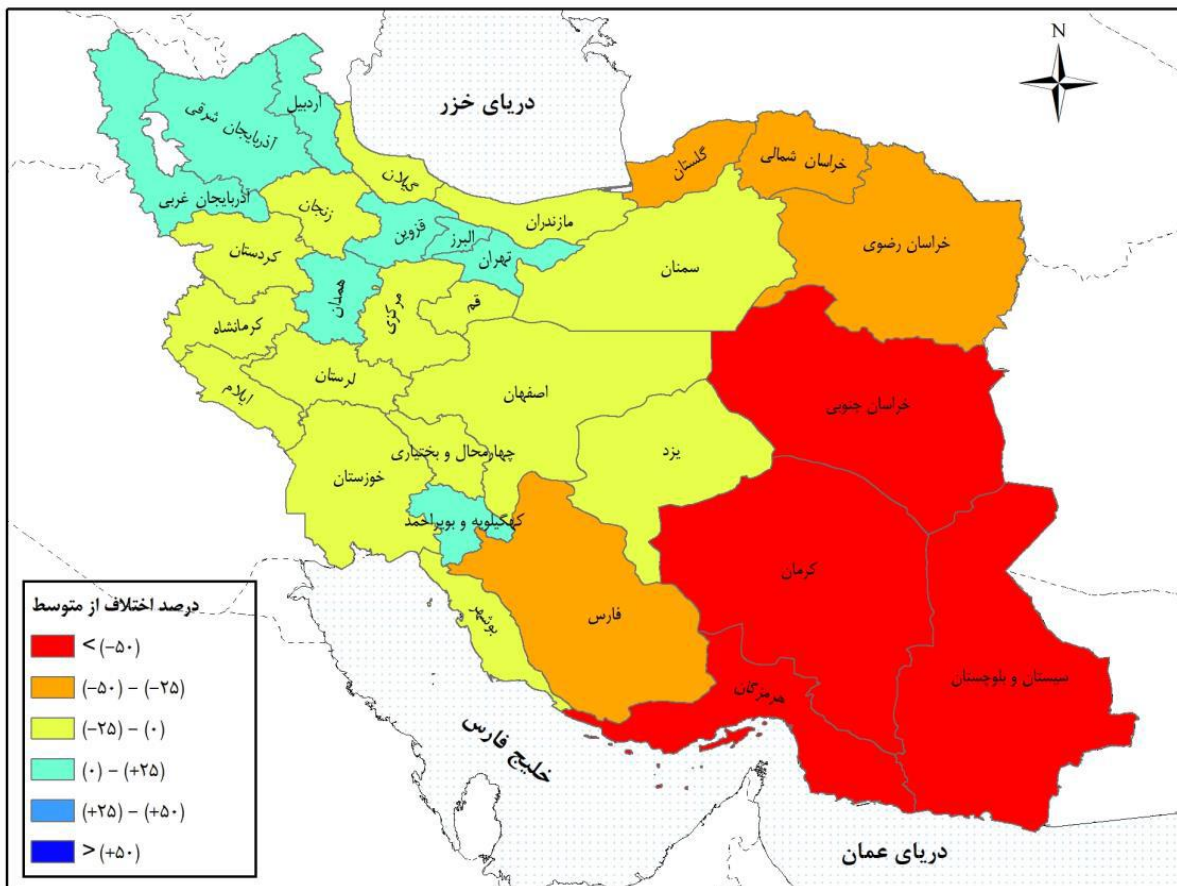 N
دریای خزر
اردبیل
آذربایجان شرقی
آذربایجان غربی
گیلان
زنجان
مازندران
گلستان
خراسان شمالی
خراسان رضوی
قزوین
البرز
تهران
سمنان
کردستان
همدان
مرکزی
قم
کرمانشاه
لرستان
ایلام
اصفهان
خراسان جنوبی
یزد
چهارمحال و بختیاری
خوزستان
کهگیلویه و بویراحمد
کرمان
فارس
بوشهر
سیستان و بلوچستان
هرمزگان
خلیج فارس
دریای عمان
درصد اختلاف از متوسط
< (-۵۰)
(-۵۰) - (-۲۵)
(-۲۵) - (۰)
(۰) - (+۲۵)
(+۲۵) - (+۵۰)
> (+۵۰)